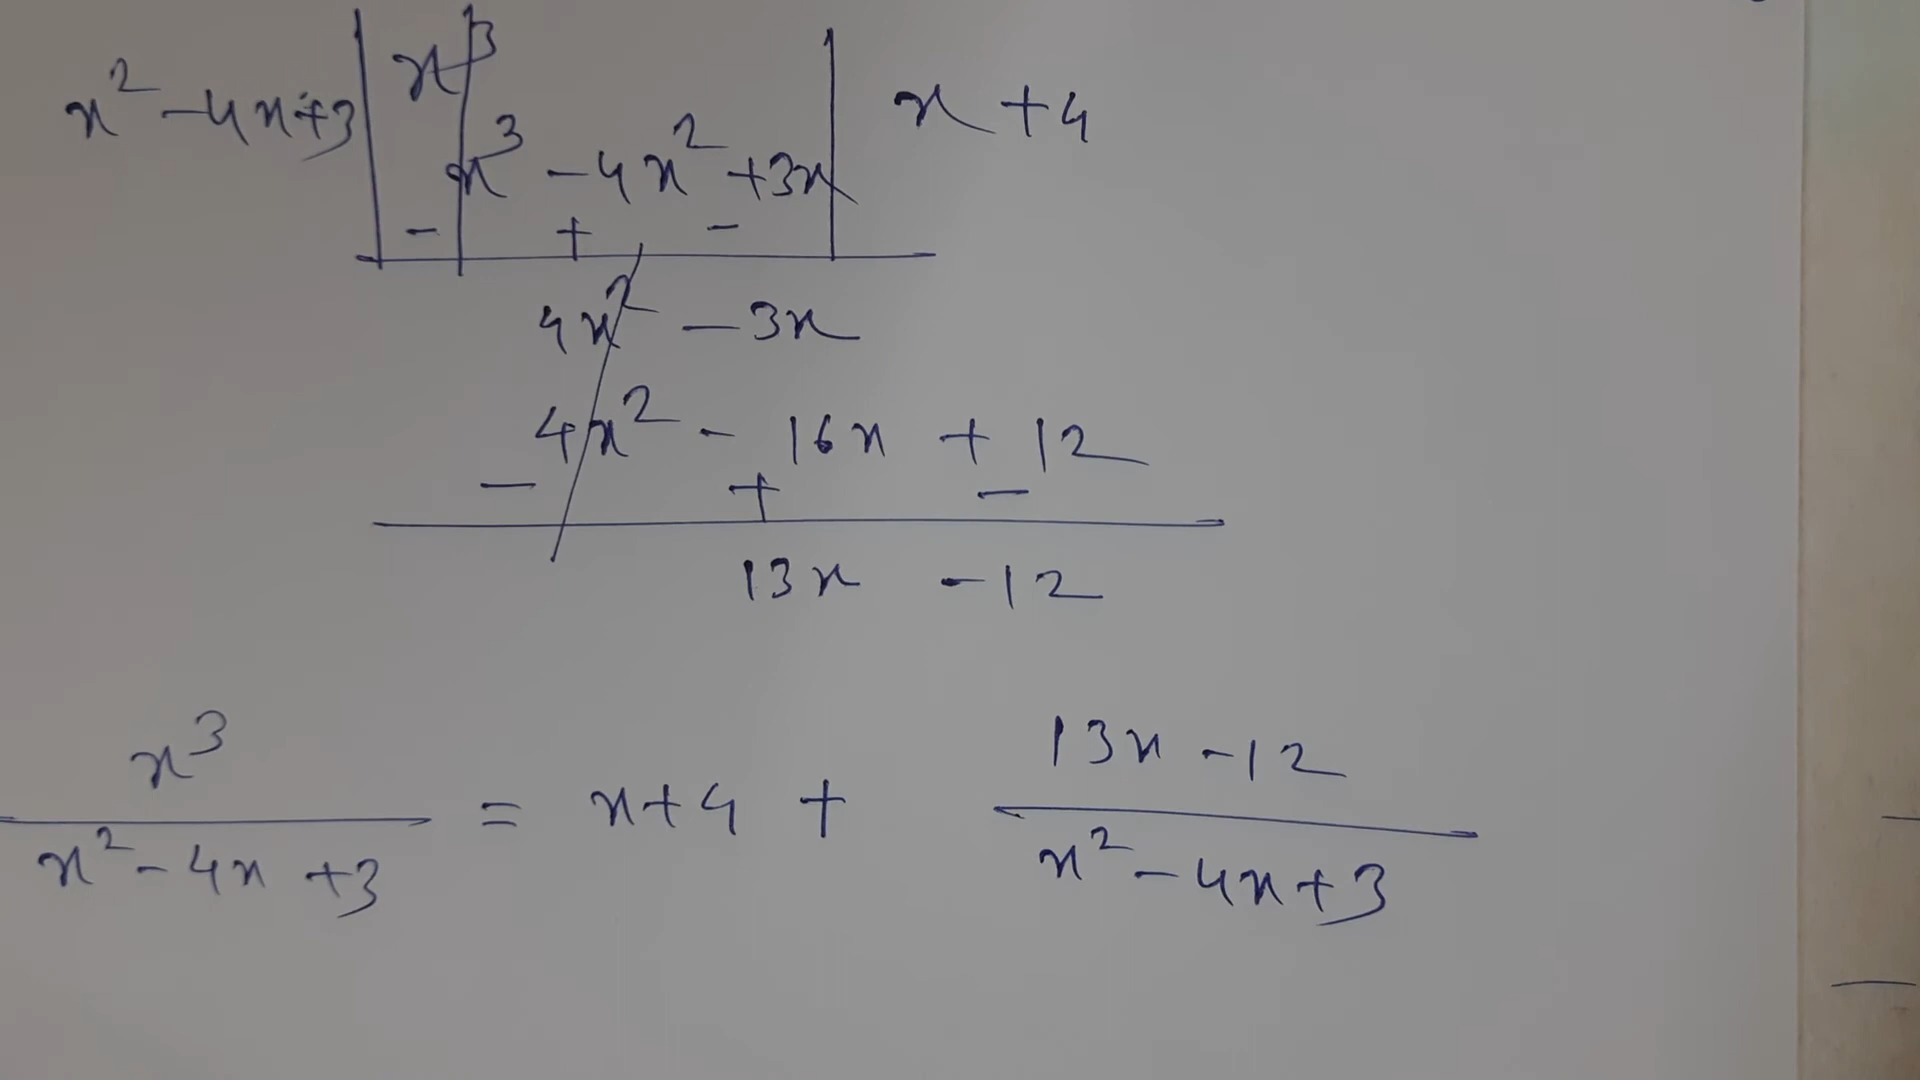 x² - 4x + 3 | x³ | x + 4
x³ - 4x² + 3x
- + -
4x² - 3x
4x² - 16x + 12
- + -
13x - 12
x³ / x² - 4x + 3 = x + 4 + 13x - 12 / x² - 4x + 3